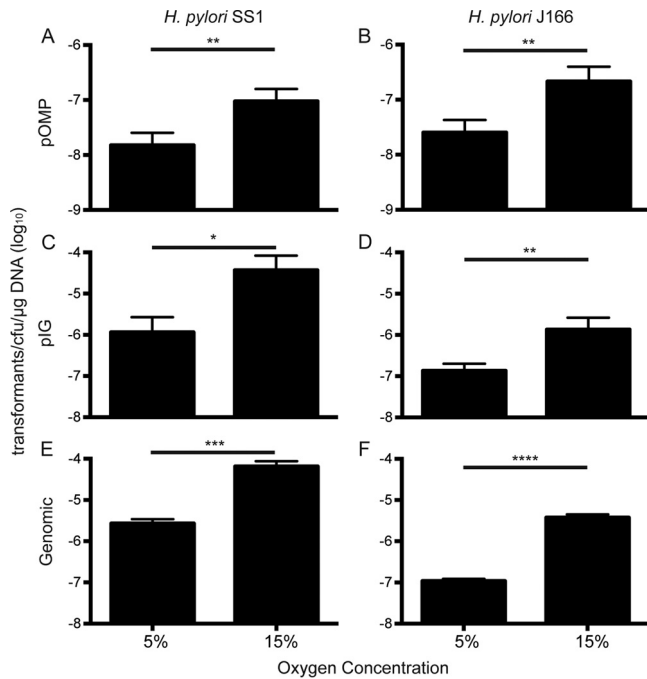 H. pylori SS1
H. pylori J166
A
B
**
**
-6
-7
-8
-9
-6
-7
-8
-9
pOMP
C
D
*
**
-4
-5
-6
-7
-8
-4
-5
-6
-7
-8
pIG
transformants/cfu/µg DNA (log₁₀)
E
F
***
****
-4
-5
-6
-7
-8
-4
-5
-6
-7
-8
Genomic
5%
15%
5%
15%
Oxygen Concentration